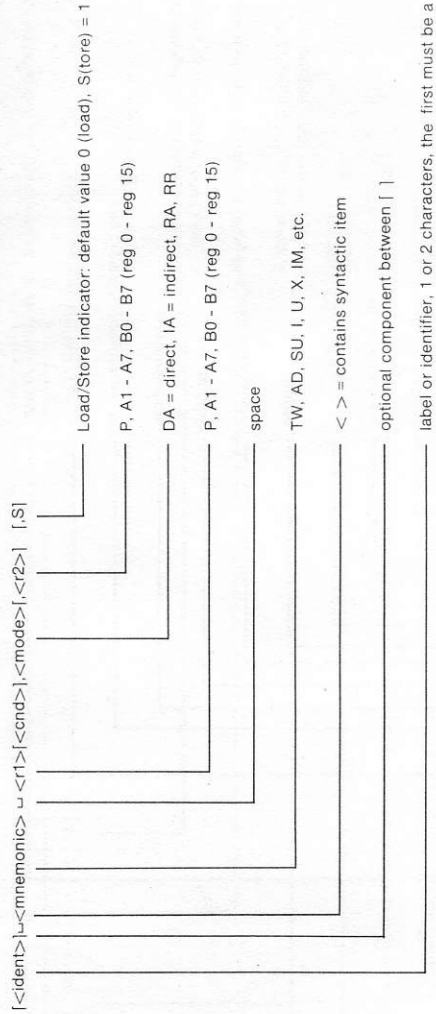 [<ident>]␣<mnemonic> ␣ <r1>[<cnd>],<mode>[,<r2>] [,S]
Load/Store indicator: default value 0 (load), S(tore) = 1
P, A1 - A7, B0 - B7 (reg 0 - reg 15)
DA = direct, IA = indirect, RA, RR
P, A1 - A7, B0 - B7 (reg 0 - reg 15)
space
TW, AD, SU, I, U, X, IM, etc.
< > = contains syntactic item
optional component between [ ]
label or identifier, 1 or 2 characters, the first must be a